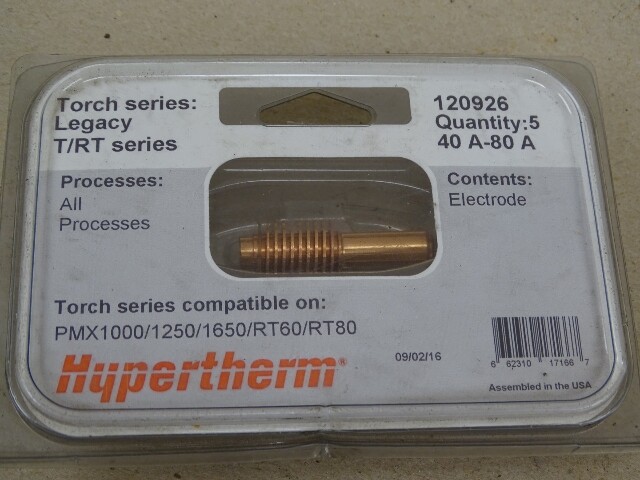 Torch series:
Legacy
T/RT series
120926
Quantity:5
40 A-80 A
Processes:
All
Processes
Contents:
Electrode
Torch series compatible on:
PMX1000/1250/1650/RT60/RT80
Hypertherm®
09/02/16
6 62310 17166 7
Assembled in the USA